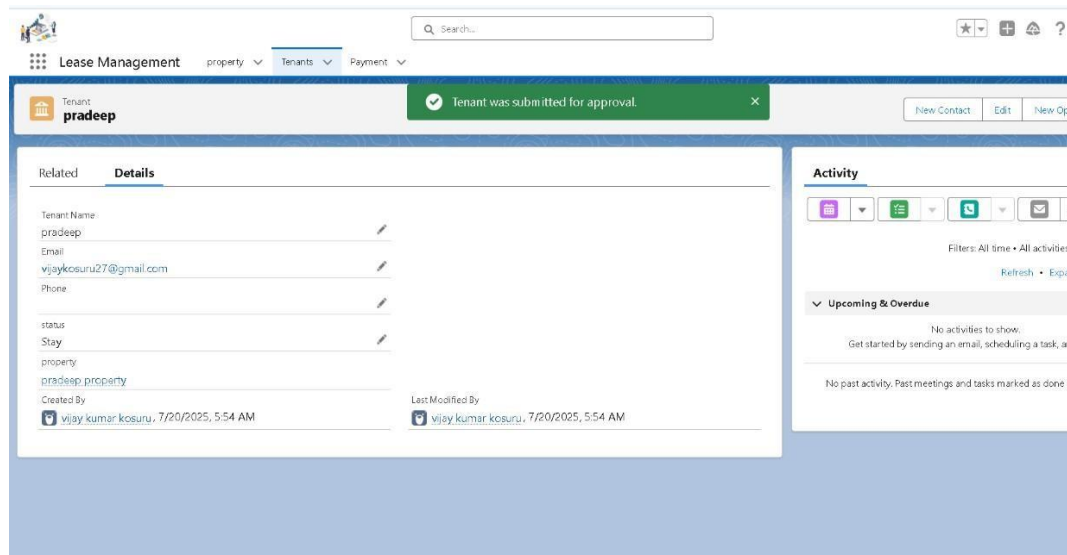 Search...
Lease Management property Tenants Payment
Tenant
pradeep
Tenant was submitted for approval.
New Contact Edit New Op
Related Details
Tenant Name
pradeep
Email
vijaykosuru27@gmail.com
Phone
status
Stay
property
pradeep property
Created By
vijay kumar kosuru, 7/20/2025, 5:54 AM
Last Modified By
vijay kumar kosuru, 7/20/2025, 5:54 AM
Activity
Filters: All time • All activities
Refresh • Expa
Upcoming & Overdue
No activities to show.
Get started by sending an email, scheduling a task, a
No past activity. Past meetings and tasks marked as done